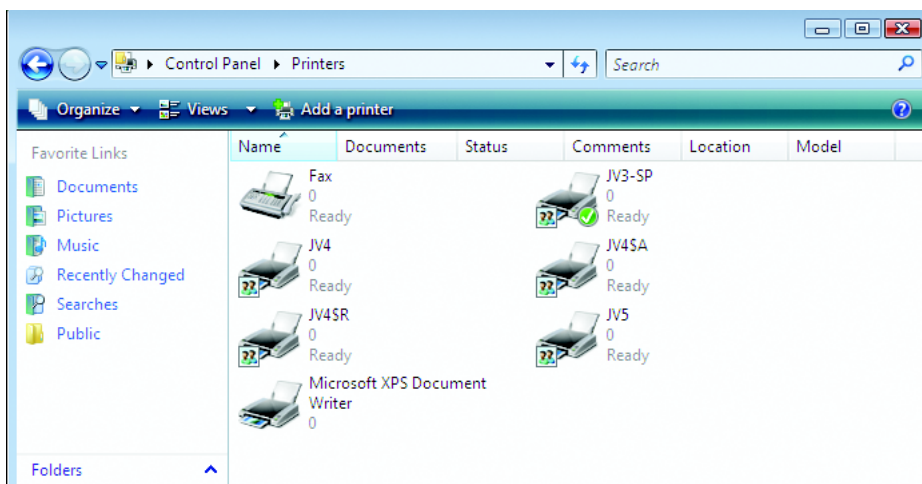 Control Panel Printers Search
Organize Views Add a printer
Favorite Links
Documents
Pictures
Music
Recently Changed
Searches
Public
Folders
Name Documents Status Comments Location Model
Fax
0
Ready
JV3-SP
0
Ready
JV4
0
Ready
JV4$A
0
Ready
JV4$R
0
Ready
JV5
0
Ready
Microsoft XPS Document
Writer
0